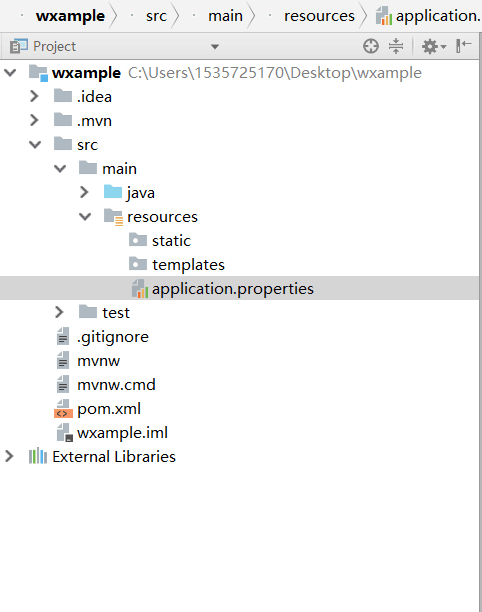 wxample src main resources application.
Project
wxample C:\Users\1535725170\Desktop\wxample
.idea
.mvn
src
main
java
resources
static
templates
application.properties
test
.gitignore
mvnw
mvnw.cmd
pom.xml
wxample.iml
External Libraries